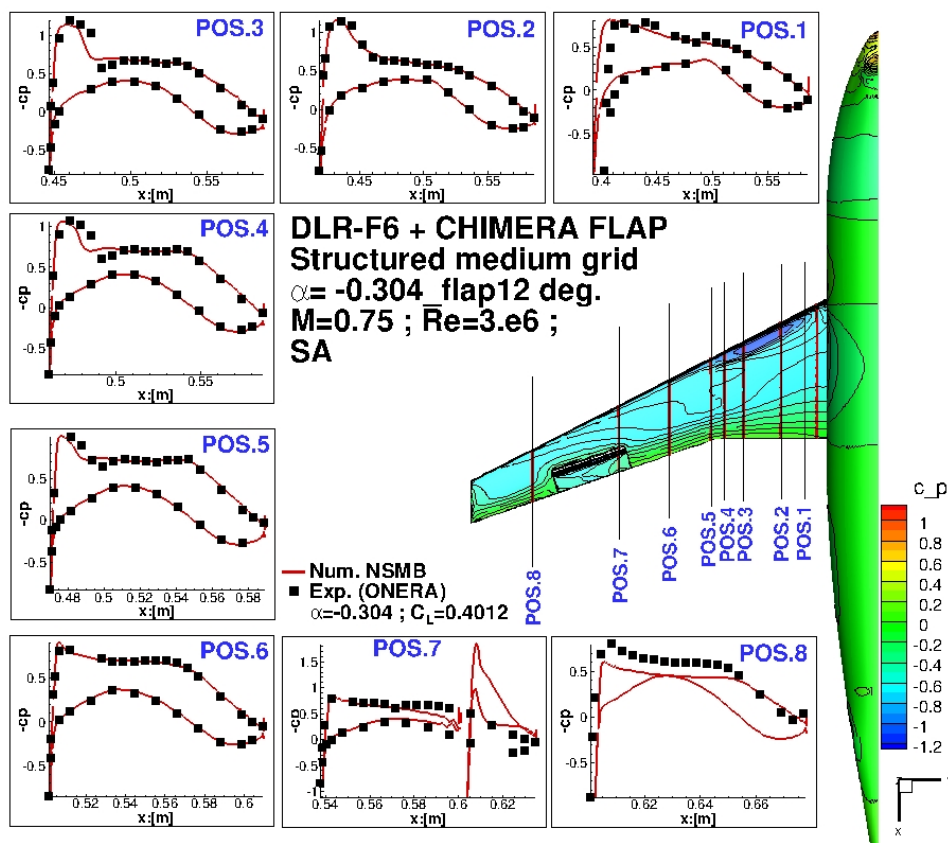 POS.3
1
0.5
0
-0.5
-cp
0.45
0.5
0.55
x:[m]
POS.2
1
0.5
0
-0.5
-cp
0.45
0.5
0.55
x:[m]
POS.1
0.5
0
-0.5
-cp
0.4
0.45
0.5
0.55
x:[m]
POS.4
1
0.5
0
-0.5
-cp
0.5
0.55
x:[m]
DLR-F6 + CHIMERA FLAP
Structured medium grid
α= -0.304_flap12 deg.
M=0.75 ; Re=3.e6 ;
SA
POS.5
0.5
0
-0.5
-cp
0.48
0.5
0.52
0.54
0.56
0.58
x:[m]
Num. NSMB
Exp. (ONERA)
α=-0.304 ; CL=0.4012
POS.8
POS.7
POS.6
POS.5
POS.4
POS.3
POS.2
POS.1
c_p
1
0.8
0.6
0.4
0.2
0
-0.2
-0.4
-0.6
-0.8
-1
-1.2
POS.6
0.5
0
-0.5
-cp
0.52
0.54
0.56
0.58
0.6
x:[m]
POS.7
1.5
1
0.5
0
-0.5
-1
-cp
0.54
0.56
0.58
0.6
0.62
x:[m]
POS.8
0.5
0
-0.5
-cp
0.62
0.64
0.66
x:[m]
x